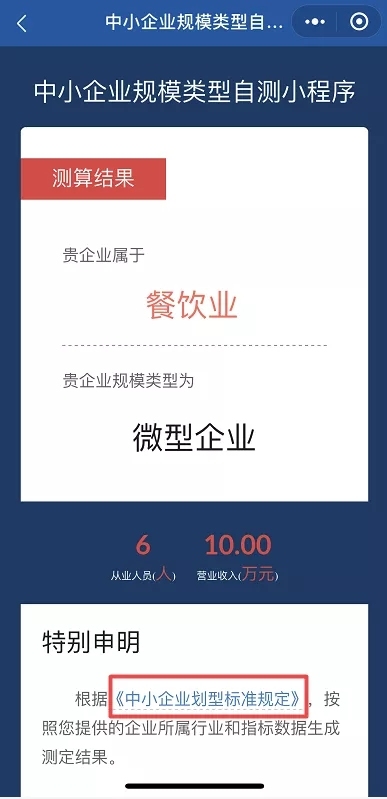 中小企业规模类型自...
中小企业规模类型自测小程序
测算结果
贵企业属于
餐饮业
贵企业规模类型为
微型企业
6 10.00
从业人员(人) 营业收入(万元)
特别申明
根据《中小企业划型标准规定》，按
照您提供的企业所属行业和指标数据生成
测定结果。